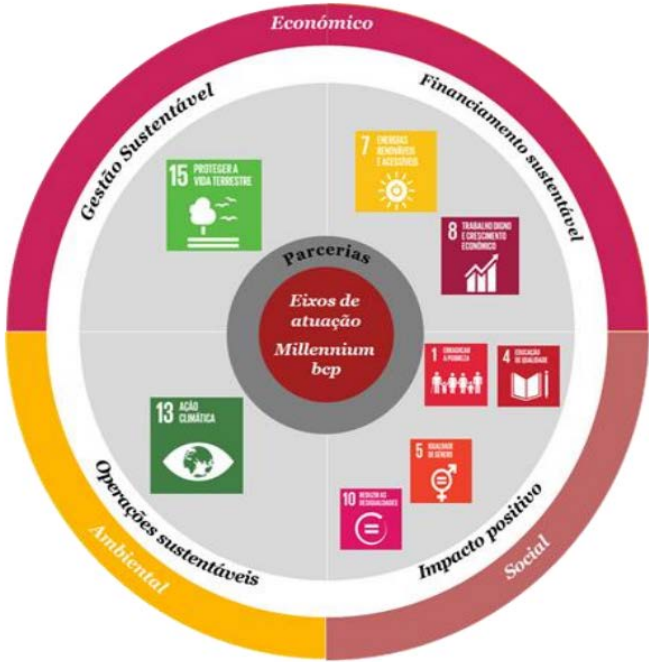 Económico
Gestão Sustentável
Financiamento sustentável
15 PROTEGER A
VIDA TERRESTRE
7 ENERGIAS
RENOVÁVEIS
E ACESSÍVEIS
8 TRABALHO DIGNO
E CRESCIMENTO
ECONÓMICO
Parcerias
Eixos de
atuação
Millennium
bcp
1 ERRADICAR
A POBREZA
4 EDUCAÇÃO
DE QUALIDADE
13 AÇÃO
CLIMÁTICA
5 IGUALDADE
DE GÉNERO
10 REDUZIR AS
DESIGUALDADES
Operações sustentáveis
Impacto positivo
Ambiental
Social